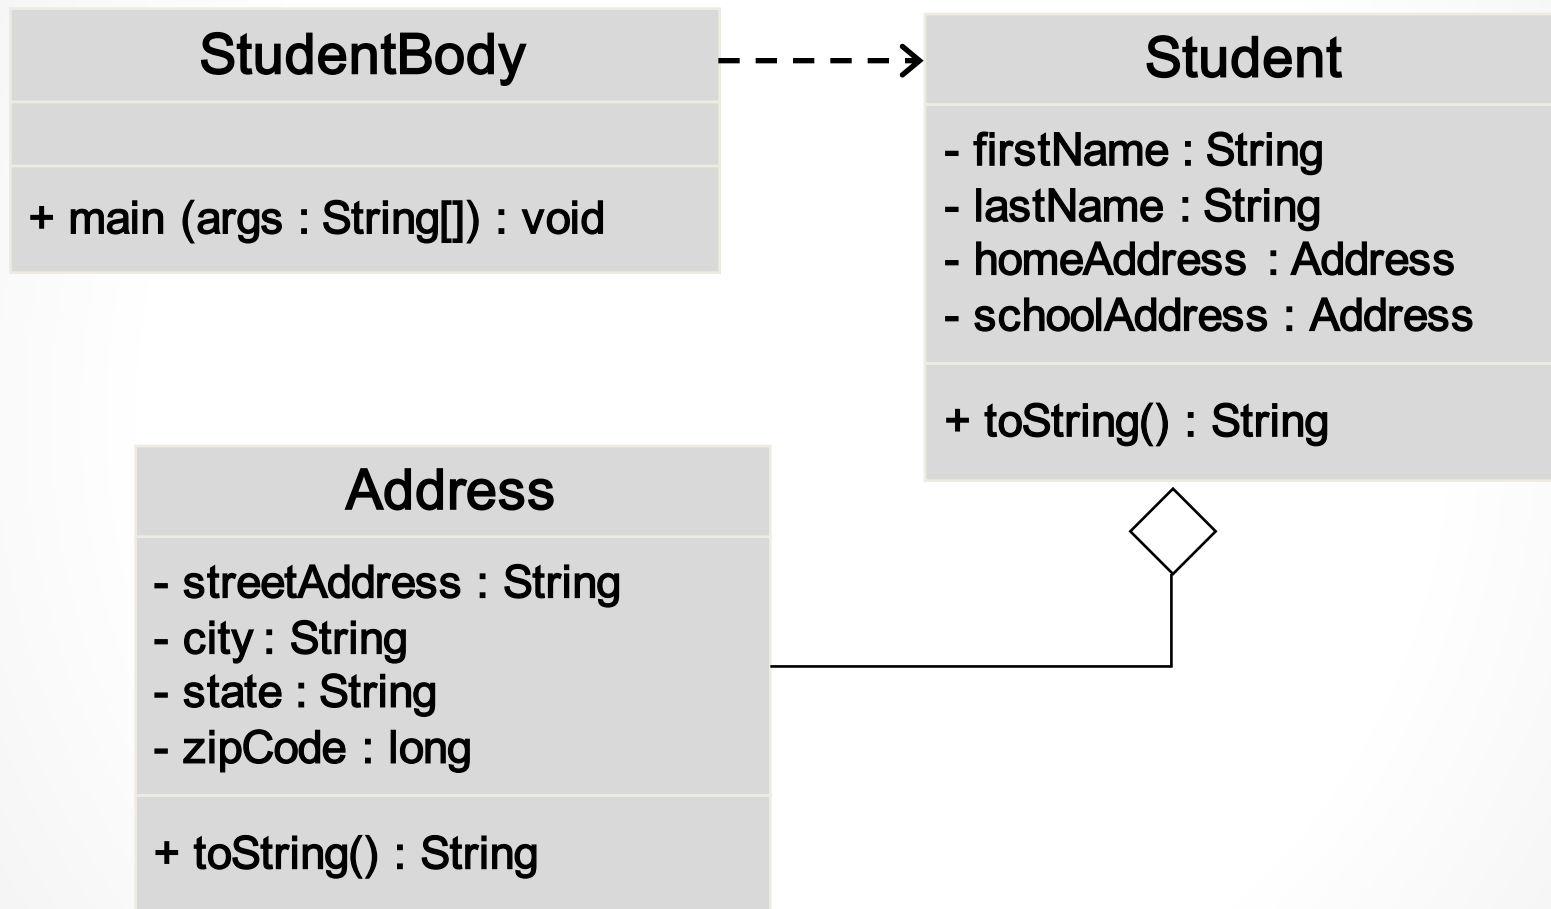 StudentBody
+ main (args : String[]) : void
Student
- firstName : String
- lastName : String
- homeAddress : Address
- schoolAddress : Address
+ toString() : String
Address
- streetAddress : String
- city : String
- state : String
- zipCode : long
+ toString() : String